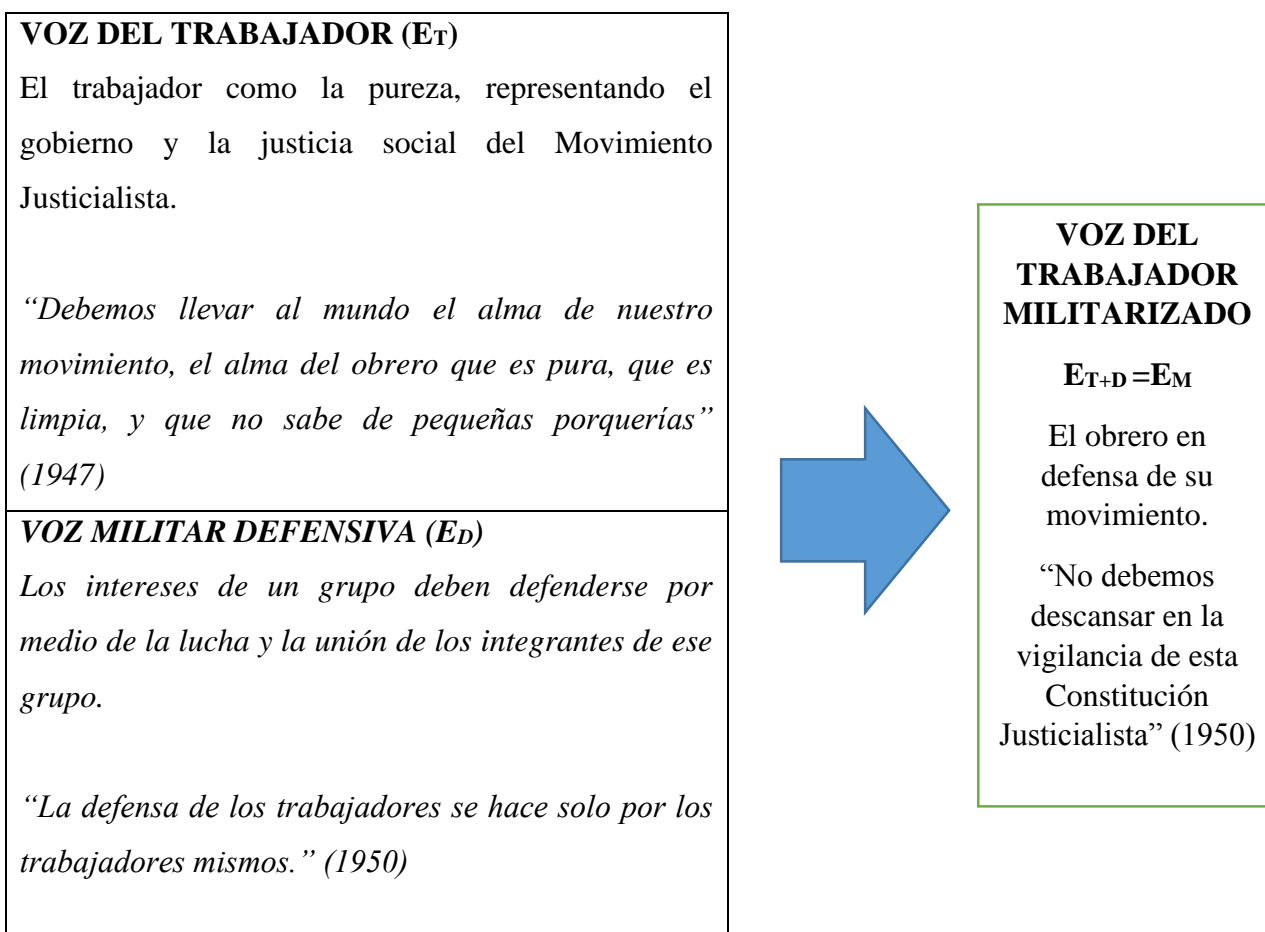 VOZ DEL TRABAJADOR (ET)
El trabajador como la pureza, representando el
gobierno y la justicia social del Movimiento
Justicialista.
“Debemos llevar al mundo el alma de nuestro
movimiento, el alma del obrero que es pura, que es
limpia, y que no sabe de pequeñas porquerías”
(1947)
VOZ MILITAR DEFENSIVA (ED)
Los intereses de un grupo deben defenderse por
medio de la lucha y la unión de los integrantes de ese
grupo.
“La defensa de los trabajadores se hace solo por los
trabajadores mismos.” (1950)
VOZ DEL
TRABAJADOR
MILITARIZADO
ET+D =EM
El obrero en
defensa de su
movimiento.
“No debemos
descansar en la
vigilancia de esta
Constitución
Justicialista” (1950)